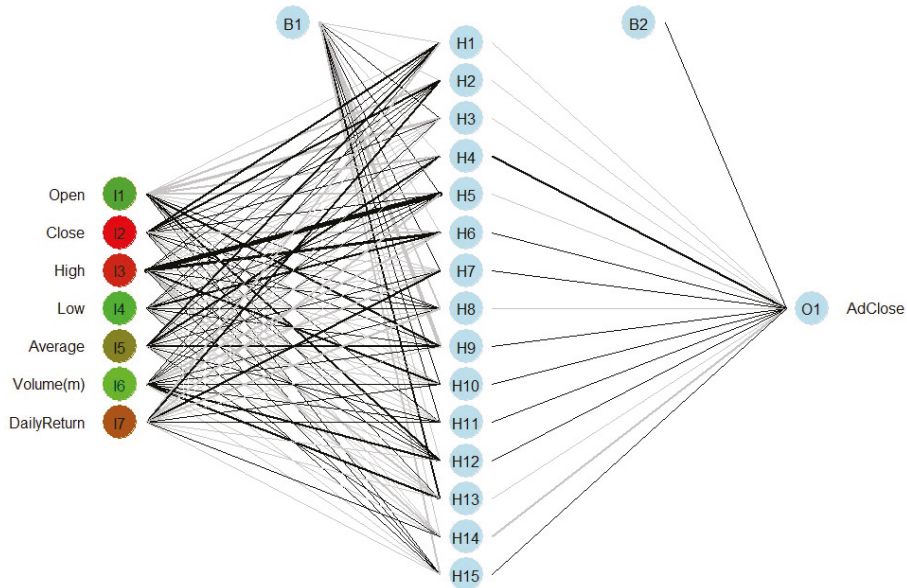 B1
B2
H1
H2
H3
H4
Open I1 H5
Close I2 H6
High I3 H7
Low I4 H8 O1 AdClose
Average I5 H9
Volume(m) I6 H10
DailyReturn I7 H11
H12
H13
H14
H15